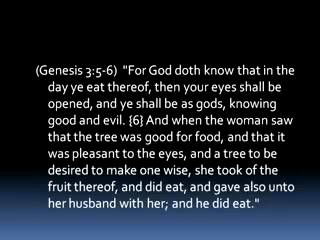 (Genesis 3:5-6)  "For God doth know that in the
day ye eat thereof, then your eyes shall be
opened, and ye shall be as gods, knowing
good and evil. {6} And when the woman saw
that the tree was good for food, and that it
was pleasant to the eyes, and a tree to be
desired to make one wise, she took of the
fruit thereof, and did eat, and gave also unto
her husband with her; and he did eat."